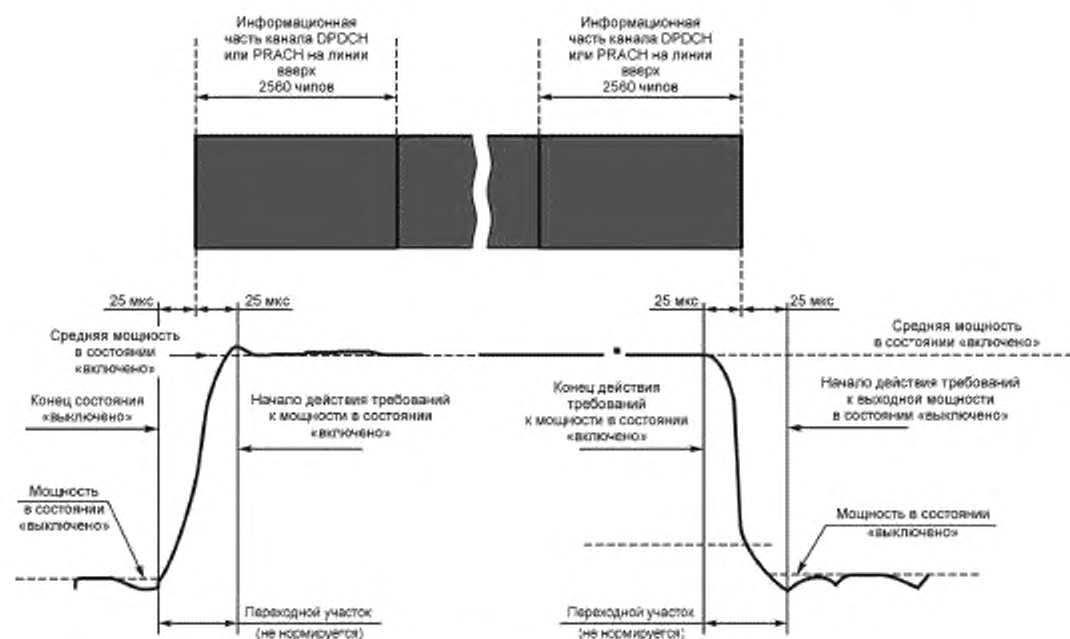 Информационная
часть канала DPDCH
или PRACH на линии
вверх
2560 чипов
Информационная
часть канала DPDCH
или PRACH на линии
вверх
2560 чипов
25 мкс
25 мкс
25 мкс
25 мкс
Средняя мощность
в состоянии
«включено»
Средняя мощность
в состоянии «включено»
Конец состояния
«выключено»
Начало действия требований
к мощности в состоянии
«включено»
Конец действия
требований
к мощности в состоянии
«включено»
Начало действия требований
к выходной мощности
в состоянии «выключено»
Мощность
в состоянии
«выключено»
Мощность в состоянии
«выключено»
Переходной участок
(не нормируется)
Переходной участок
(не нормируется)